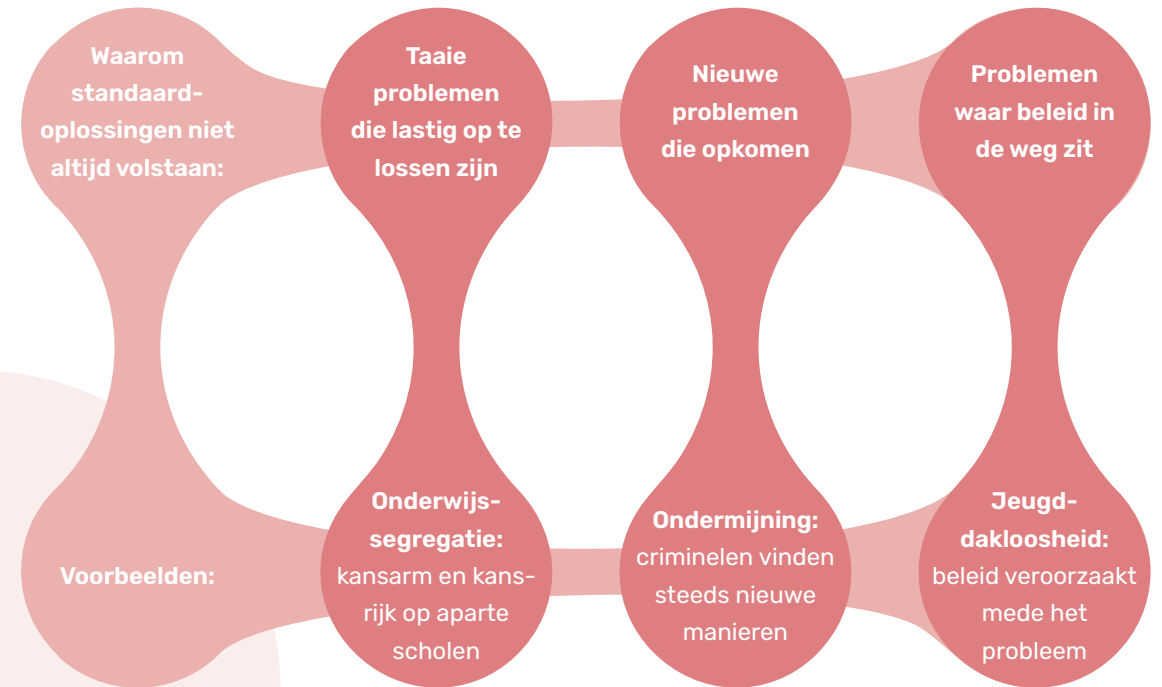 Waarom
standaard-
oplossingen niet
altijd volstaan:
Taaie
problemen
die lastig op te
lossen zijn
Nieuwe
problemen
die opkomen
Problemen
waar beleid in
de weg zit
Voorbeelden:
Onderwijs-
segregatie:
kansarm en kans-
rijk op aparte
scholen
Ondermijning:
criminelen vinden
steeds nieuwe
manieren
Jeugd-
dakloosheid:
beleid veroorzaakt
mede het
probleem